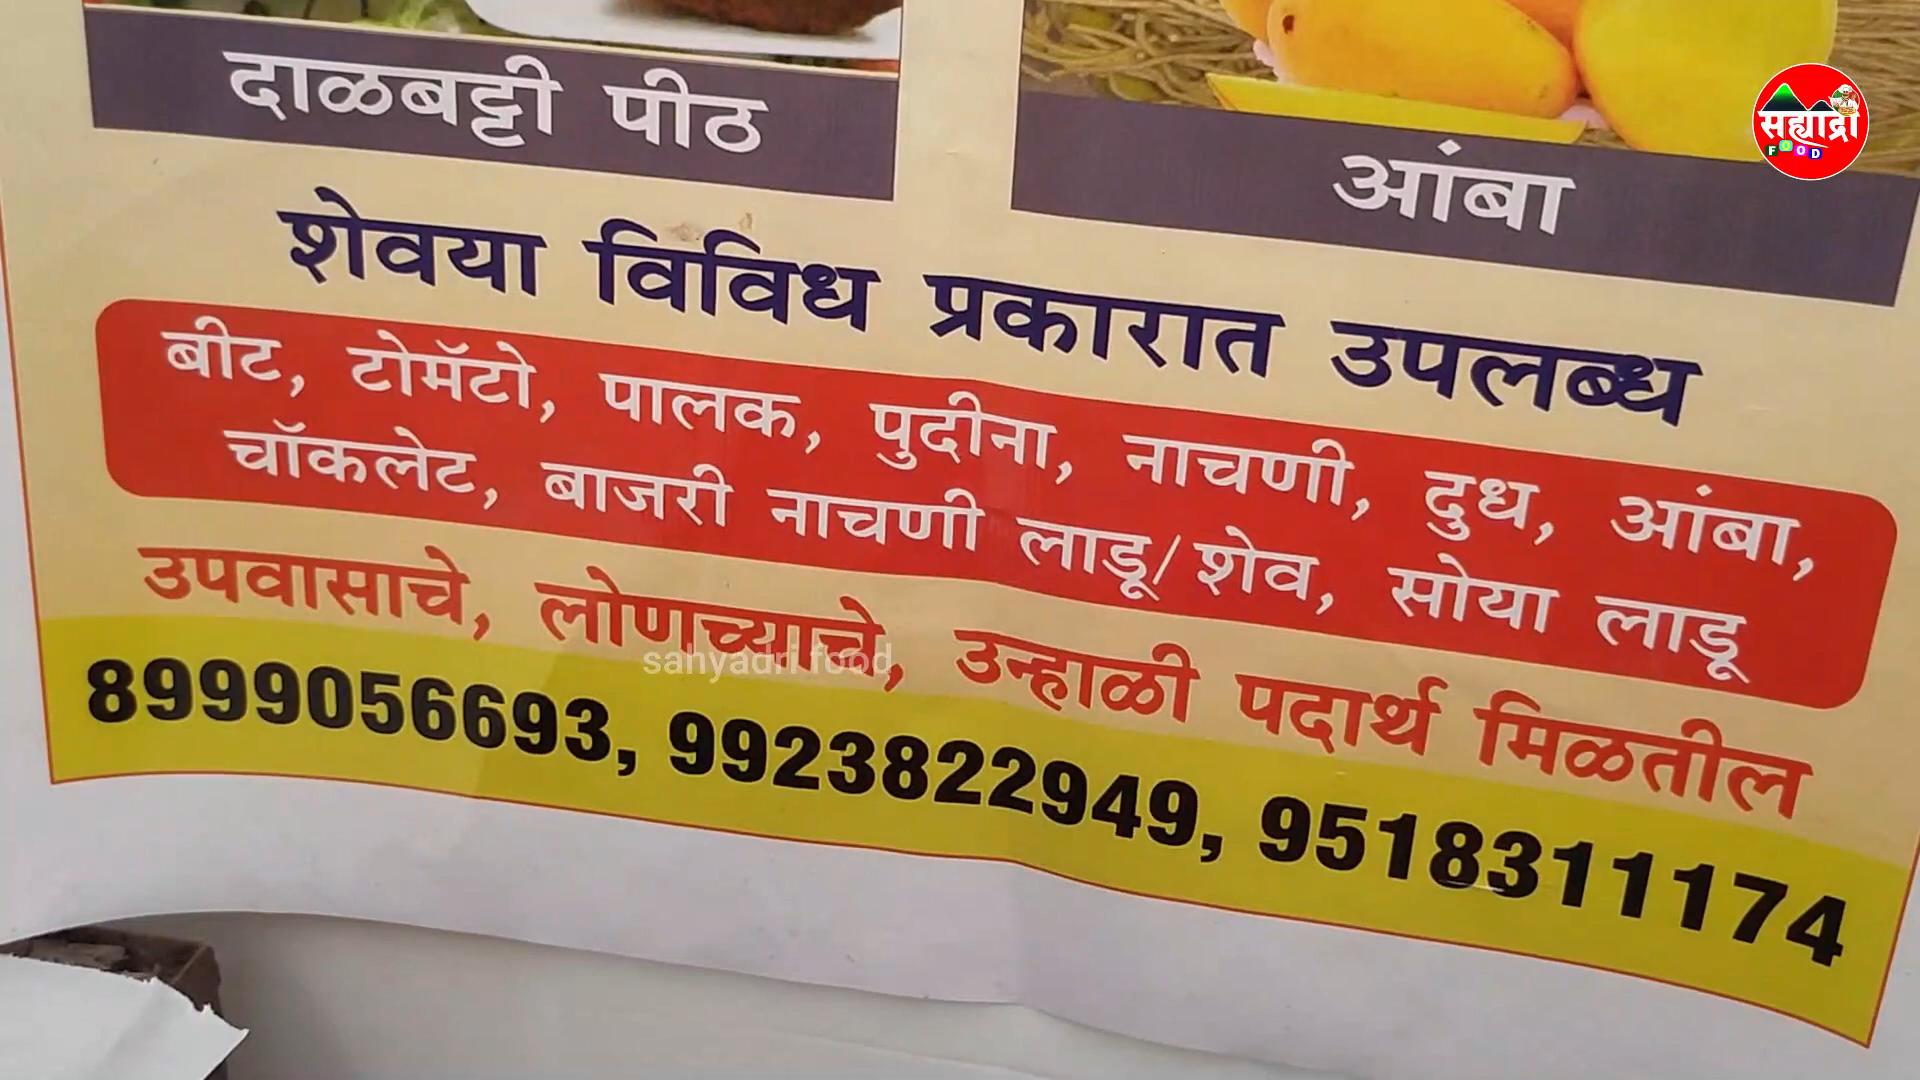 दाळबट्टी पीठ
आंबा
सह्याद्री
FOOD
शेवया विविध प्रकारात उपलब्ध
बीट, टोमॅटो, पालक, पुदीना, नाचणी, दुध, आंबा,
चॉकलेट, बाजरी नाचणी लाडू/शेव, सोया लाडू
उपवासाचे, लोणच्याचे, उन्हाळी पदार्थ मिळतील
sahyadri food
8999056693, 9923822949, 9518311174